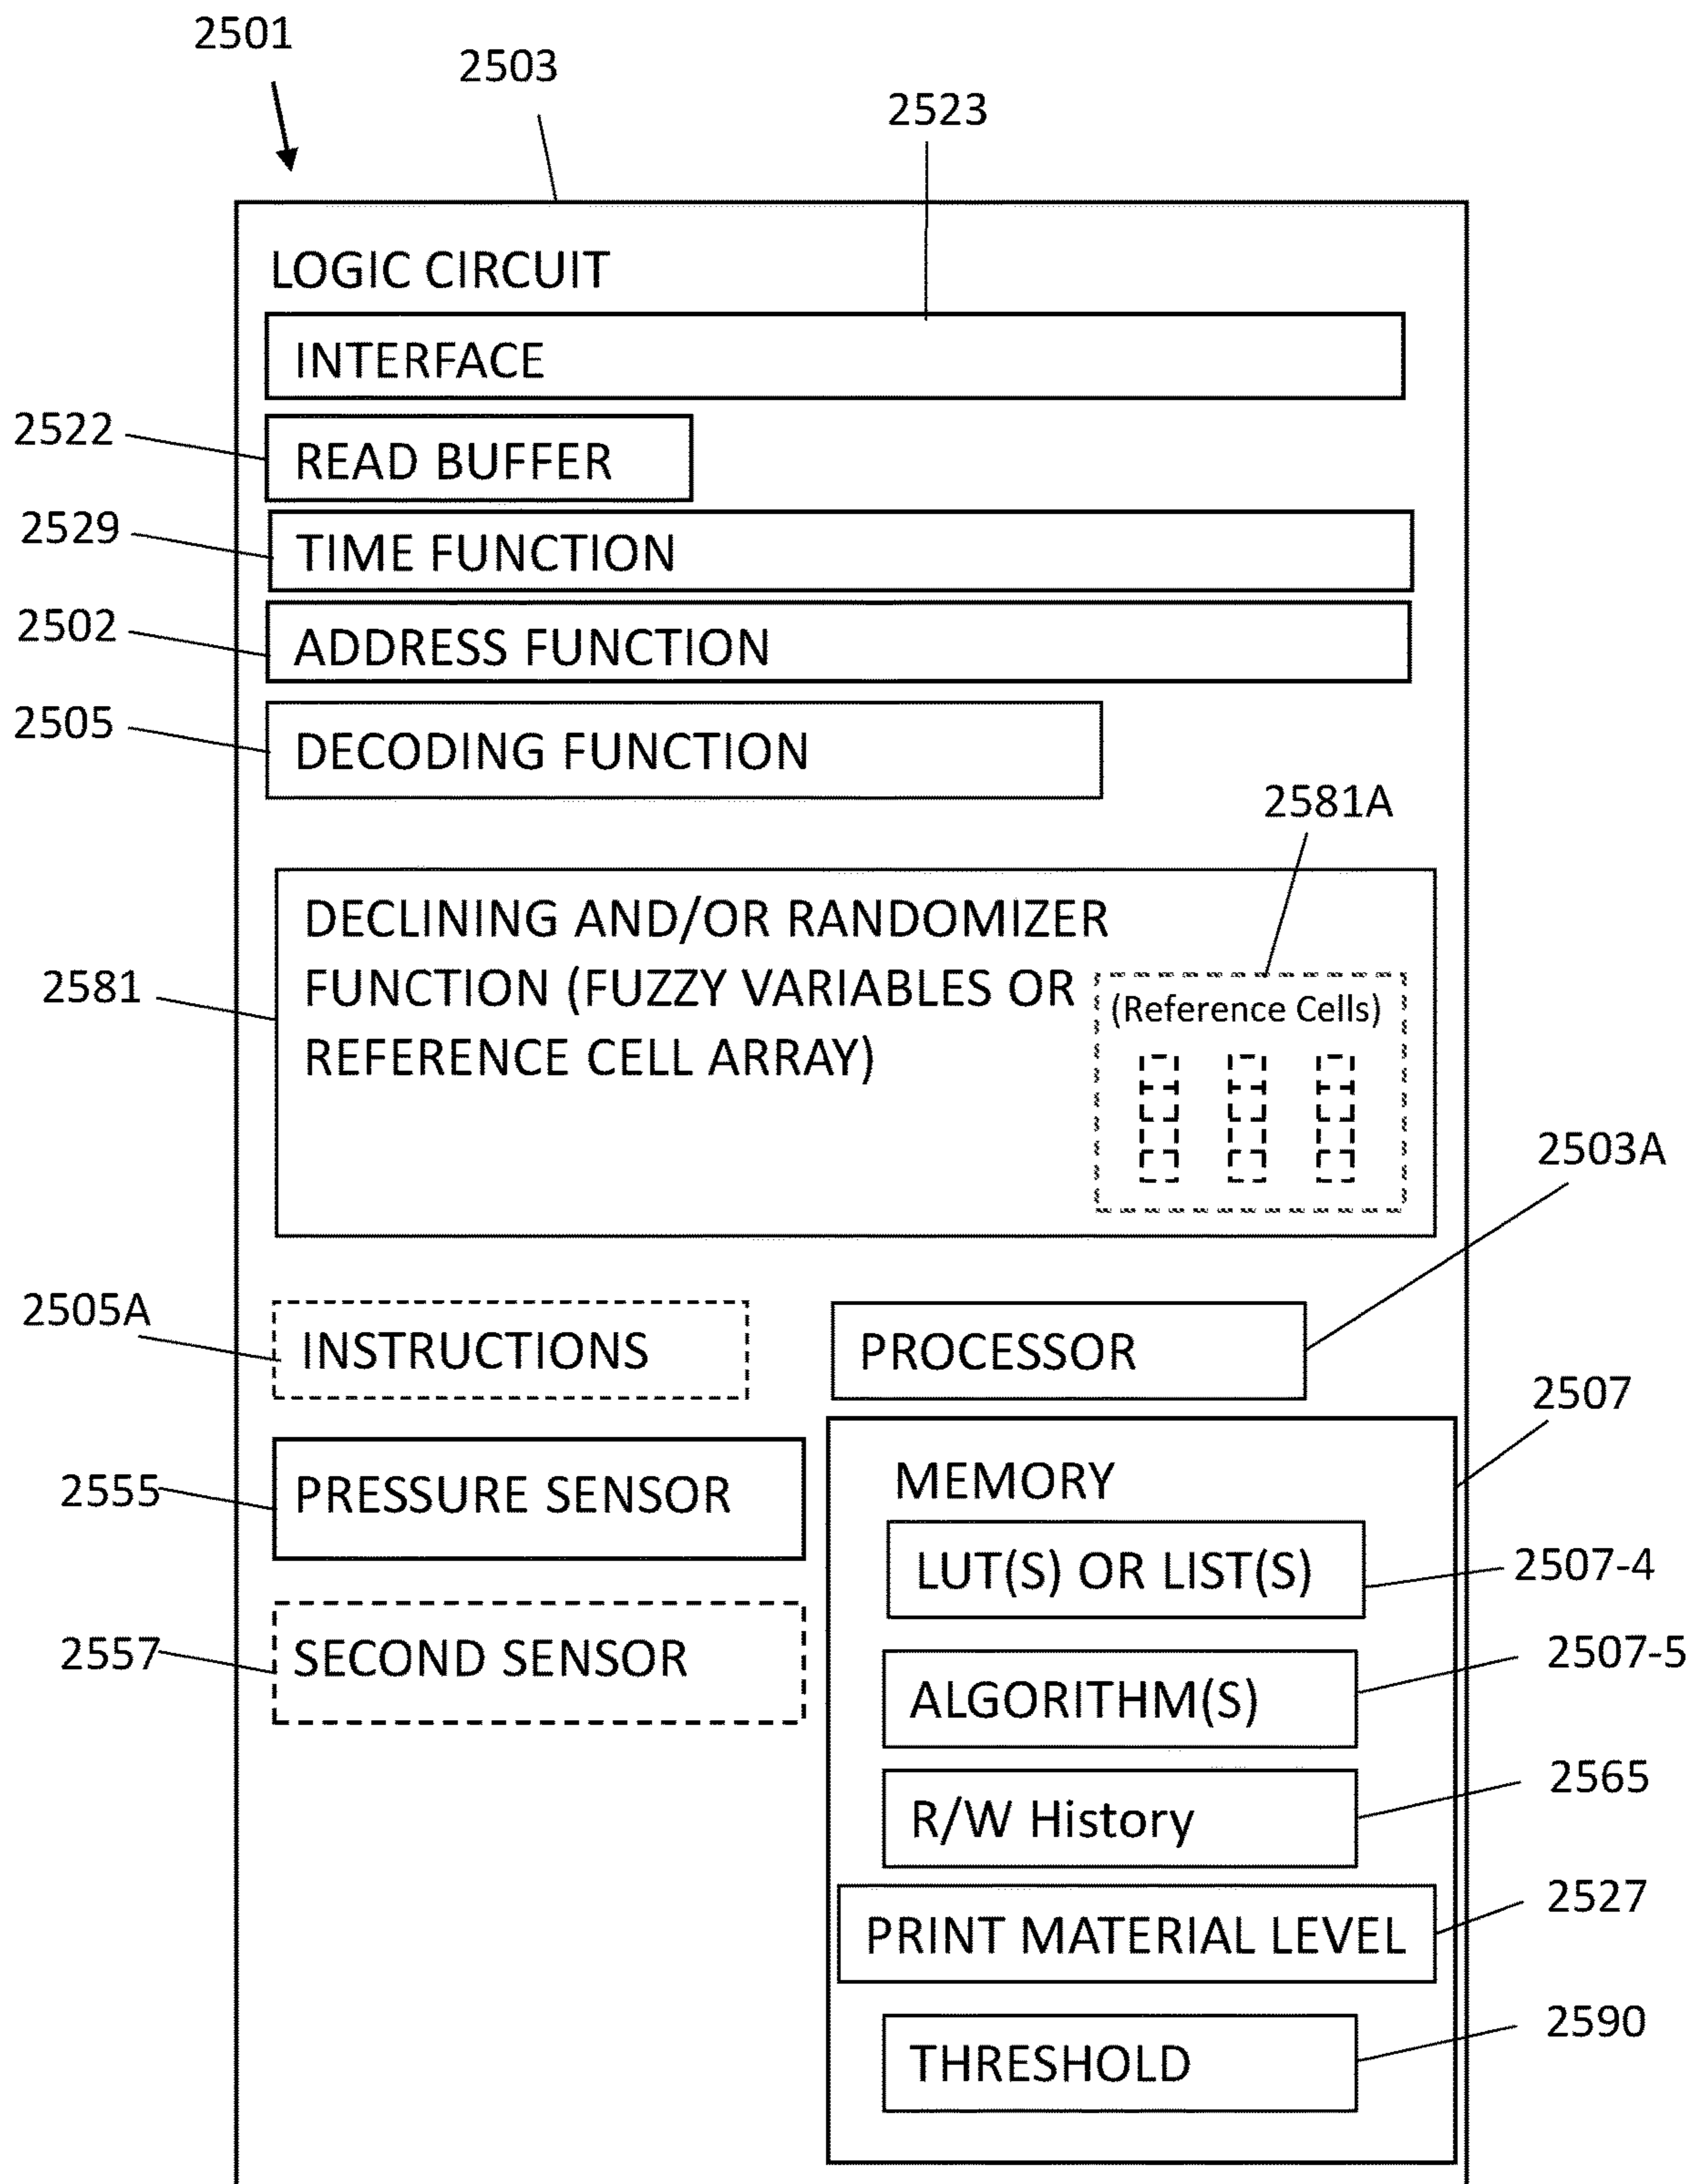 2501
2503
2523
LOGIC CIRCUIT
INTERFACE
2522
READ BUFFER
2529
TIME FUNCTION
2502
ADDRESS FUNCTION
2505
DECODING FUNCTION
2581A
DECLINING AND/OR RANDOMIZER
FUNCTION (FUZZY VARIABLES OR
REFERENCE CELL ARRAY)
2581
(Reference Cells)
2503A
2505A
INSTRUCTIONS
PROCESSOR
2507
2555
PRESSURE SENSOR
MEMORY
LUT(S) OR LIST(S)
2507-4
2557
SECOND SENSOR
ALGORITHM(S)
2507-5
R/W History
2565
PRINT MATERIAL LEVEL
2527
THRESHOLD
2590